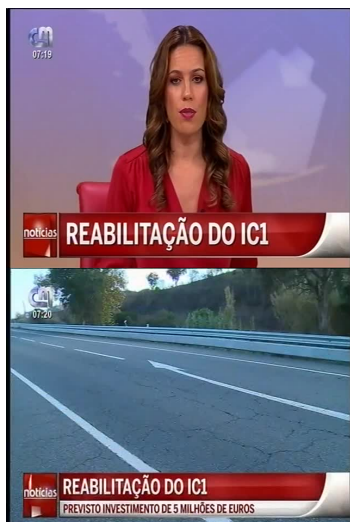 CM
07:19
notícias
REABILITAÇÃO DO IC1
CM
07:20
notícias
REABILITAÇÃO DO IC1
PREVISTO INVESTIMENTO DE 5 MILHÕES DE EUROS